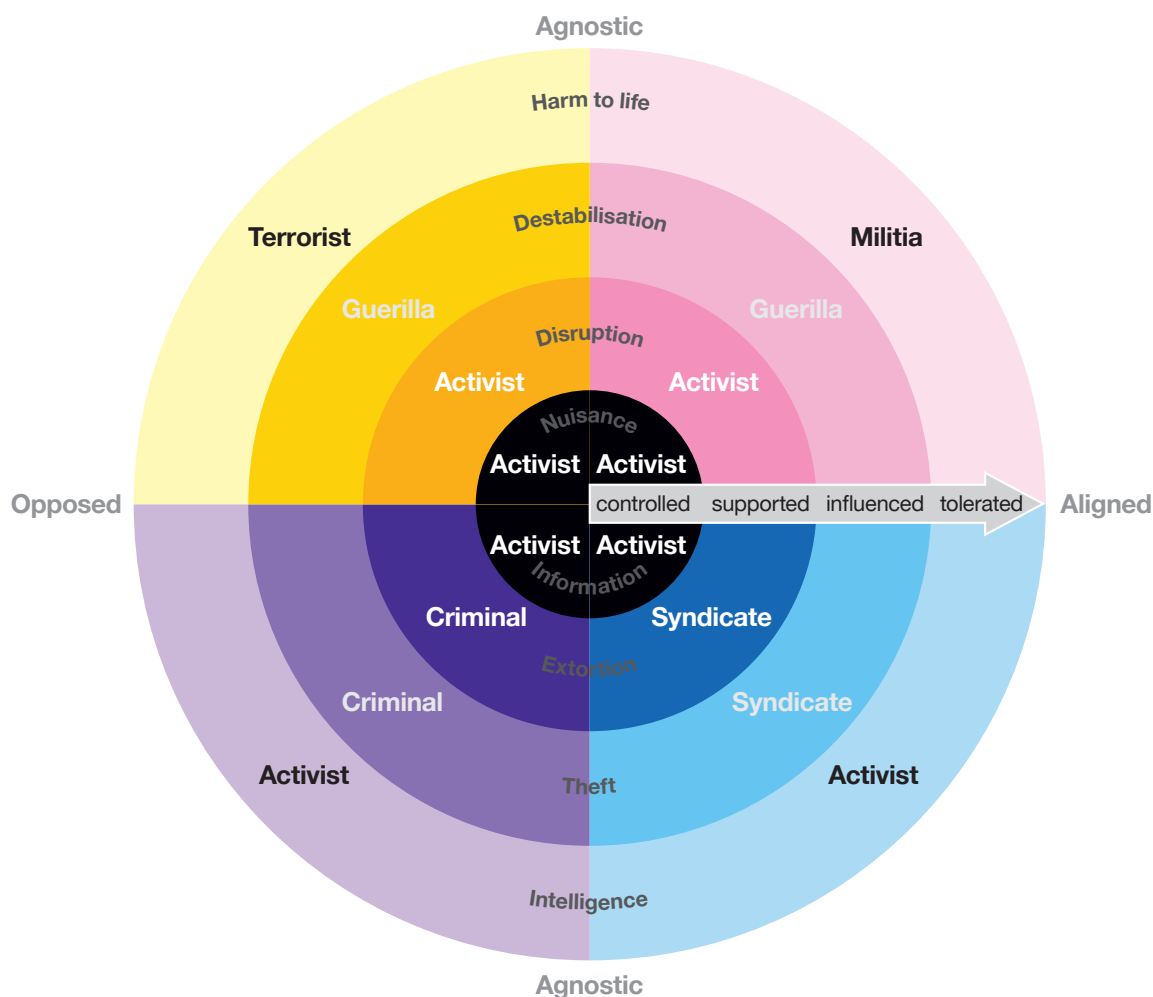 Agnostic
Harm to life
Destabilisation
Terrorist
Militia
Guerilla
Guerilla
Disruption
Activist
Activist
Nuisance
Activist
Activist
Opposed
controlled supported influenced tolerated
Aligned
Activist
Activist
Information
Criminal
Syndicate
Extortion
Criminal
Syndicate
Activist
Activist
Theft
Intelligence
Agnostic